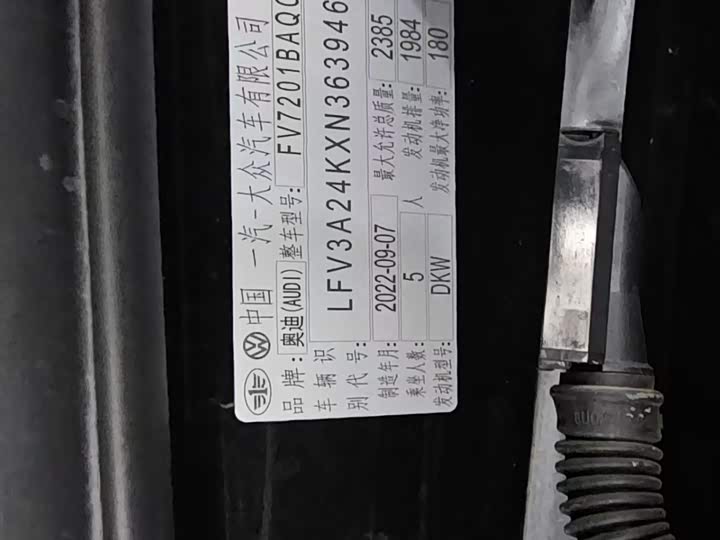 中国 一汽-大众汽车有限公司
品牌: 奥迪(AUDI) 整车型号: FV7201BAQ
车辆识别代号: LFV3A24KXN363946
制造年月: 2022-09-07 最大允许总质量: 2385
乘坐人数: 5 人 发动机排量: 1984
发动机型号: DKW 发动机最大净功率: 180